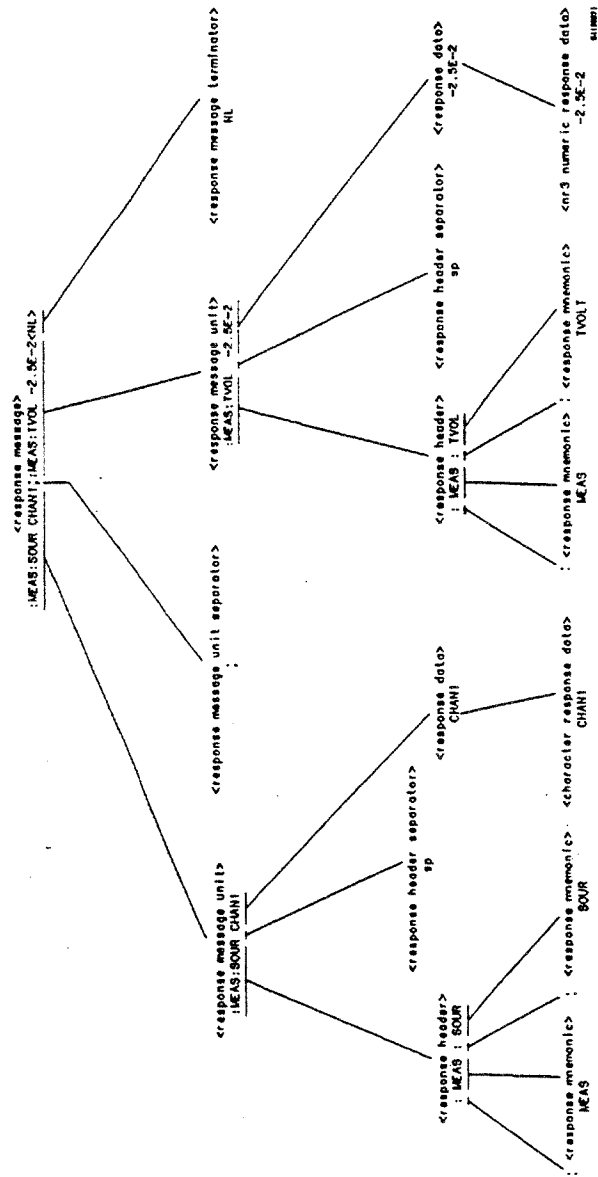 <response message>
:MEAS:SOUR CHAN1;:MEAS:TVOL -2.5E-2<NL>
<response message unit>
:MEAS:SOUR CHAN1
<response message unit separator>
;
<response message unit>
:MEAS:TVOL -2.5E-2
<response message terminator>
NL
<response header>
: MEAS : SOUR
<response header separator>
sp
<response data>
CHAN1
<response header>
: MEAS : TVOL
<response header separator>
sp
<response data>
-2.5E-2
: <response mnemonic>
MEAS
: <response mnemonic>
SOUR
<character response data>
CHAN1
: <response mnemonic>
MEAS
: <response mnemonic>
TVOLT
<nr3 numeric response data>
-2.5E-2